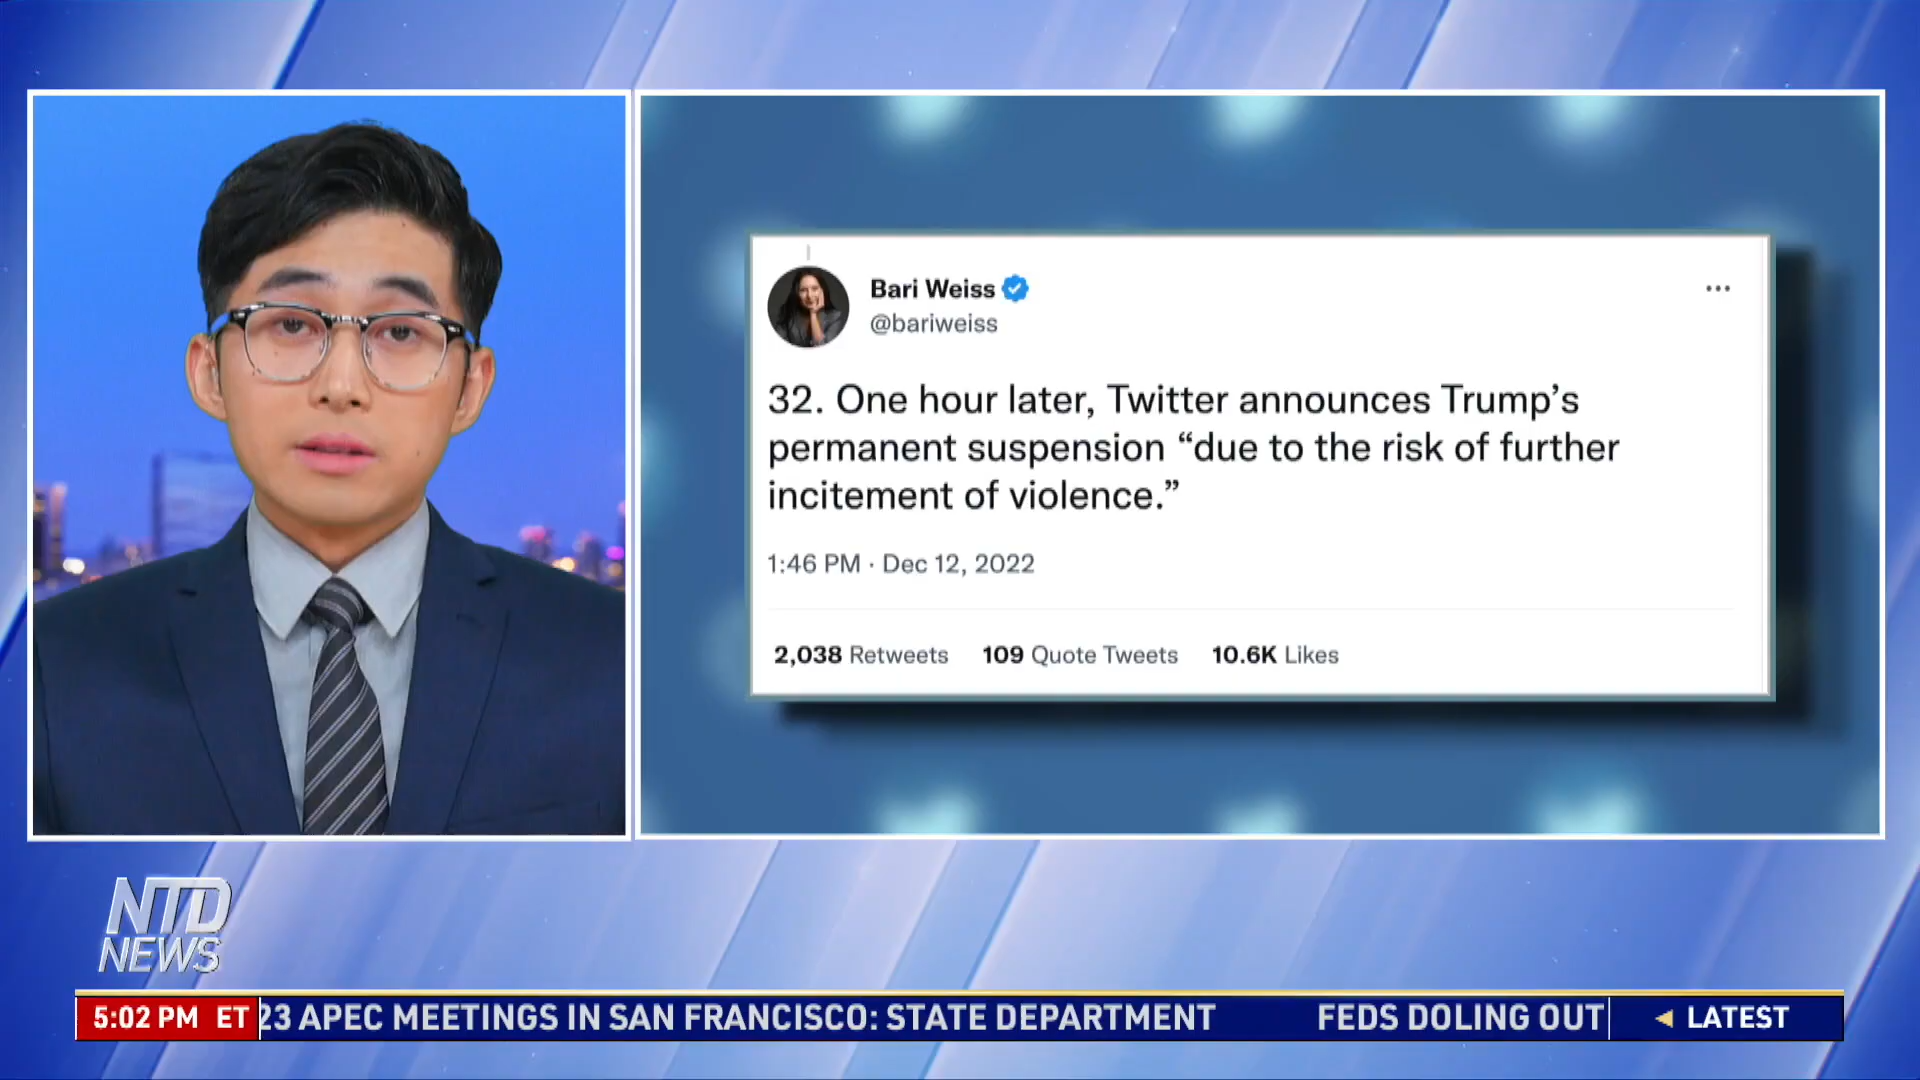 Bari Weiss
@bariweiss
32. One hour later, Twitter announces Trump’s
permanent suspension “due to the risk of further
incitement of violence.”
1:46 PM · Dec 12, 2022
2,038 Retweets 109 Quote Tweets 10.6K Likes
NTD
NEWS
5:02 PM ET 23 APEC MEETINGS IN SAN FRANCISCO: STATE DEPARTMENT FEDS DOLING OUT LATEST